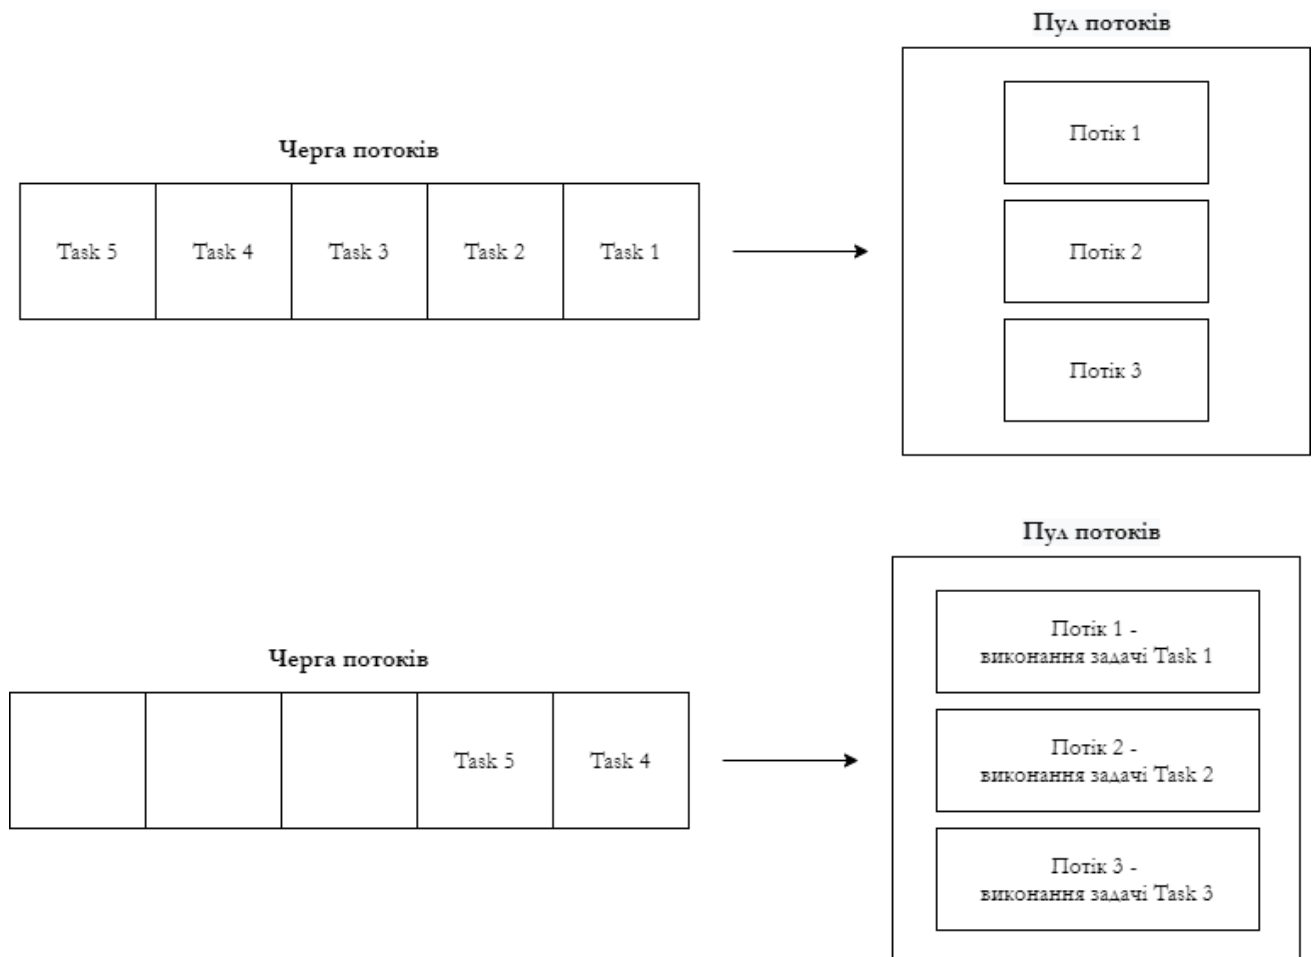 Пул потоків
Потік 1
Черга потоків
Task 5 Task 4 Task 3 Task 2 Task 1
Потік 2
Потік 3
Пул потоків
Потік 1 -
виконання задачі Task 1
Черга потоків
Task 5 Task 4
Потік 2 -
виконання задачі Task 2
Потік 3 -
виконання задачі Task 3